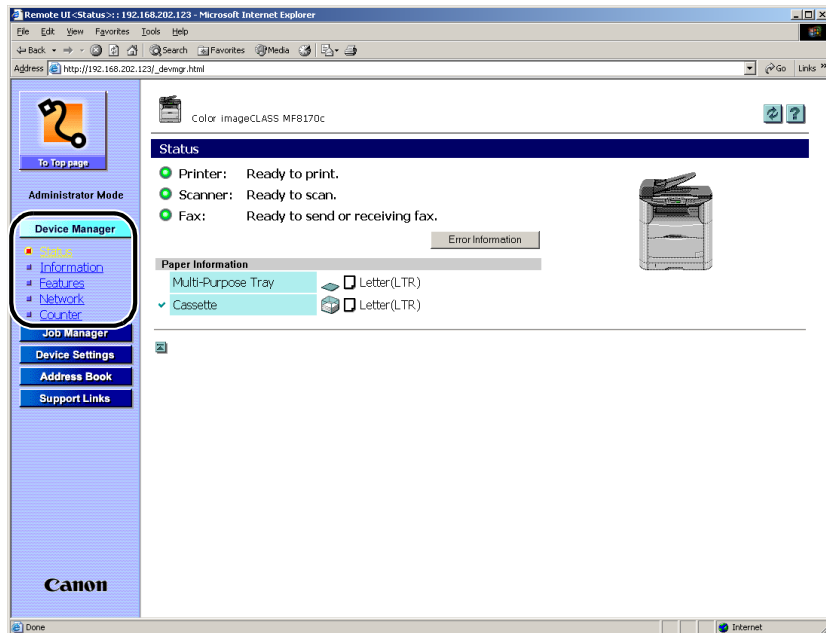 Remote UI <Status>: : 192.168.202.123 - Microsoft Internet Explorer
File Edit View Favorites Tools Help
Back Search Favorites Media
Address http://192.168.202.123/_devmgr.html Go Links »
To Top page
Administrator Mode
Device Manager
Status
Information
Features
Network
Counter
Job Manager
Device Settings
Address Book
Support Links
Canon
Color imageCLASS MF8170c
?
Status
Printer: Ready to print.
Scanner: Ready to scan.
Fax: Ready to send or receiving fax.
Error Information
Paper Information
Multi-Purpose Tray Letter(LTR)
Cassette Letter(LTR)
Done Internet